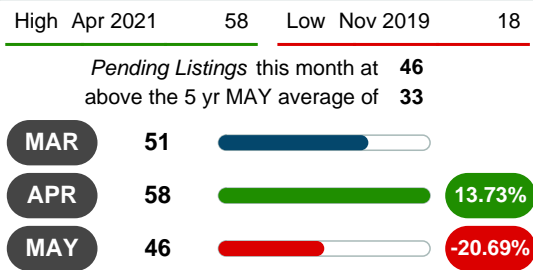 High Apr 2021 58 Low Nov 2019 18
Pending Listings this month at 46
above the 5 yr MAY average of 33
MAR 51
APR 58 13.73%
MAY 46 -20.69%